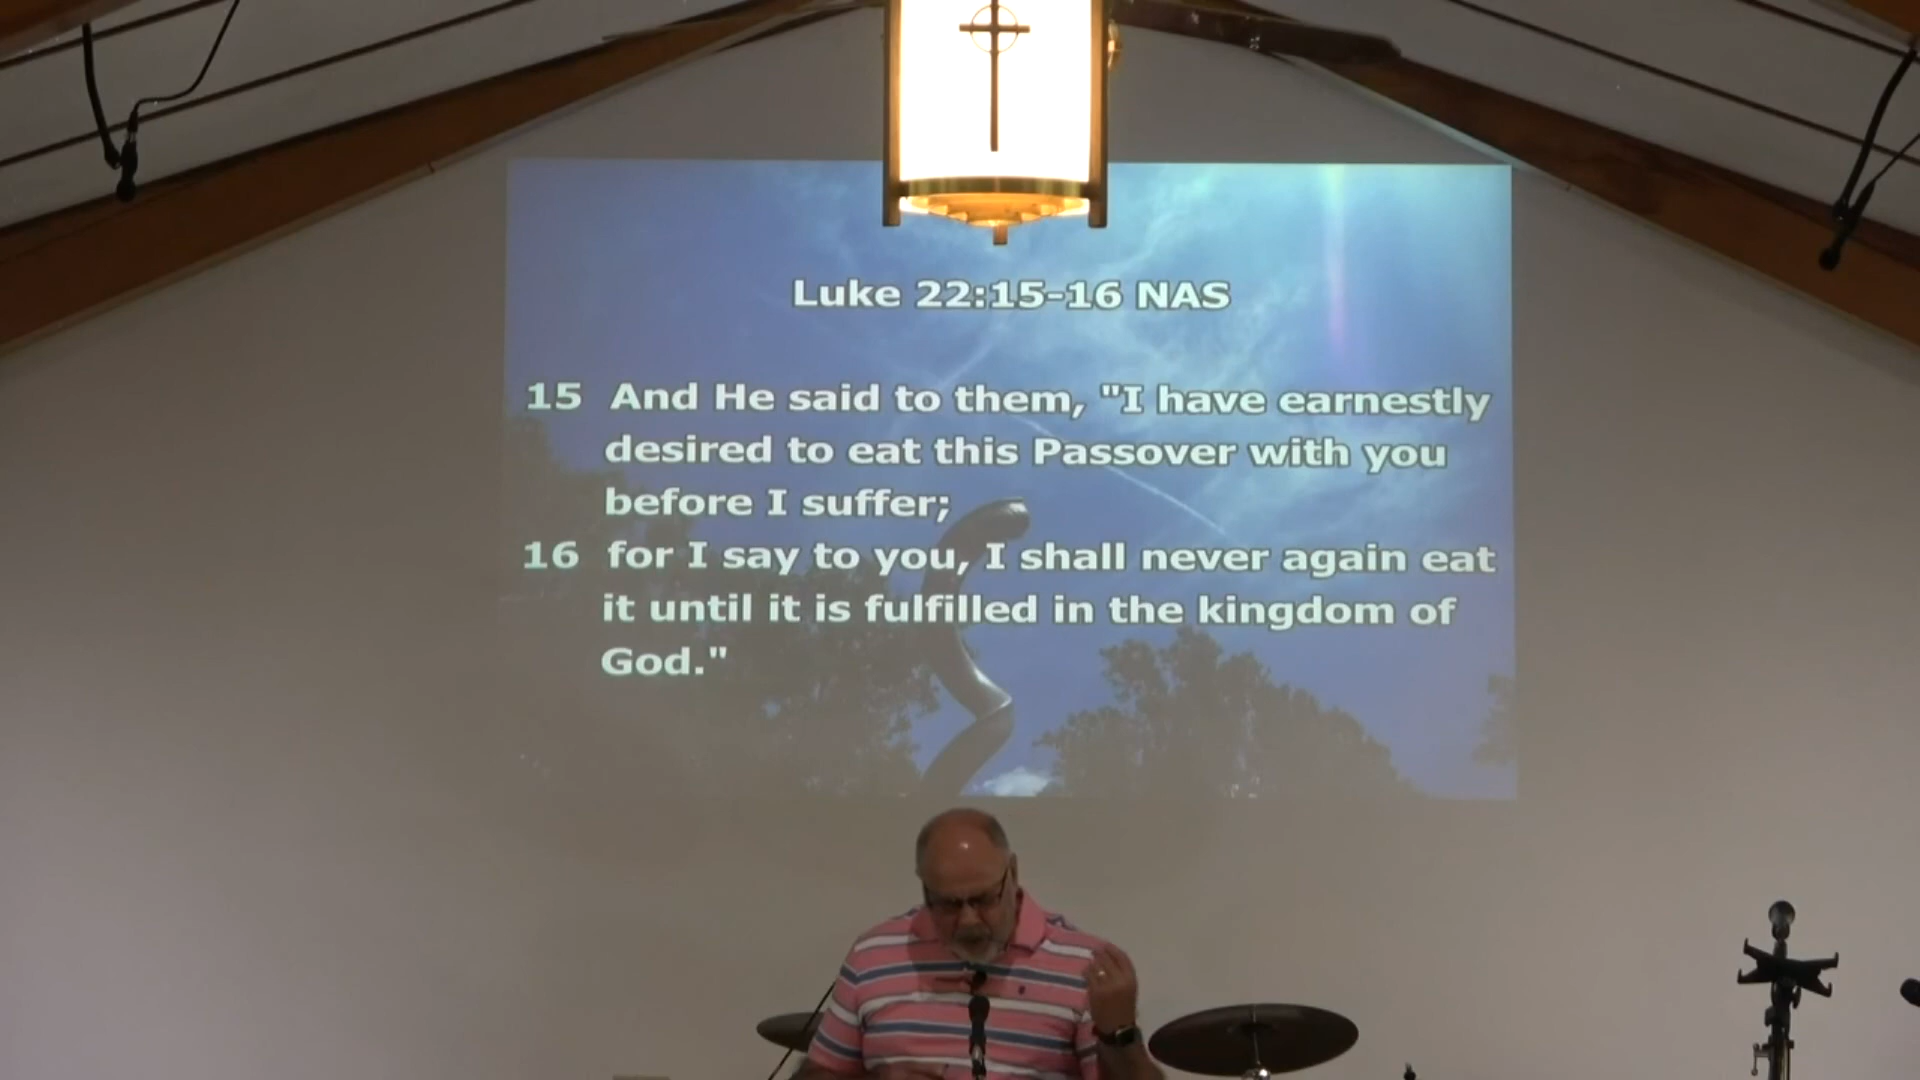 Luke 22:15-16 NAS
15 And He said to them, "I have earnestly
desired to eat this Passover with you
before I suffer;
16 for I say to you, I shall never again eat
it until it is fulfilled in the kingdom of
God."